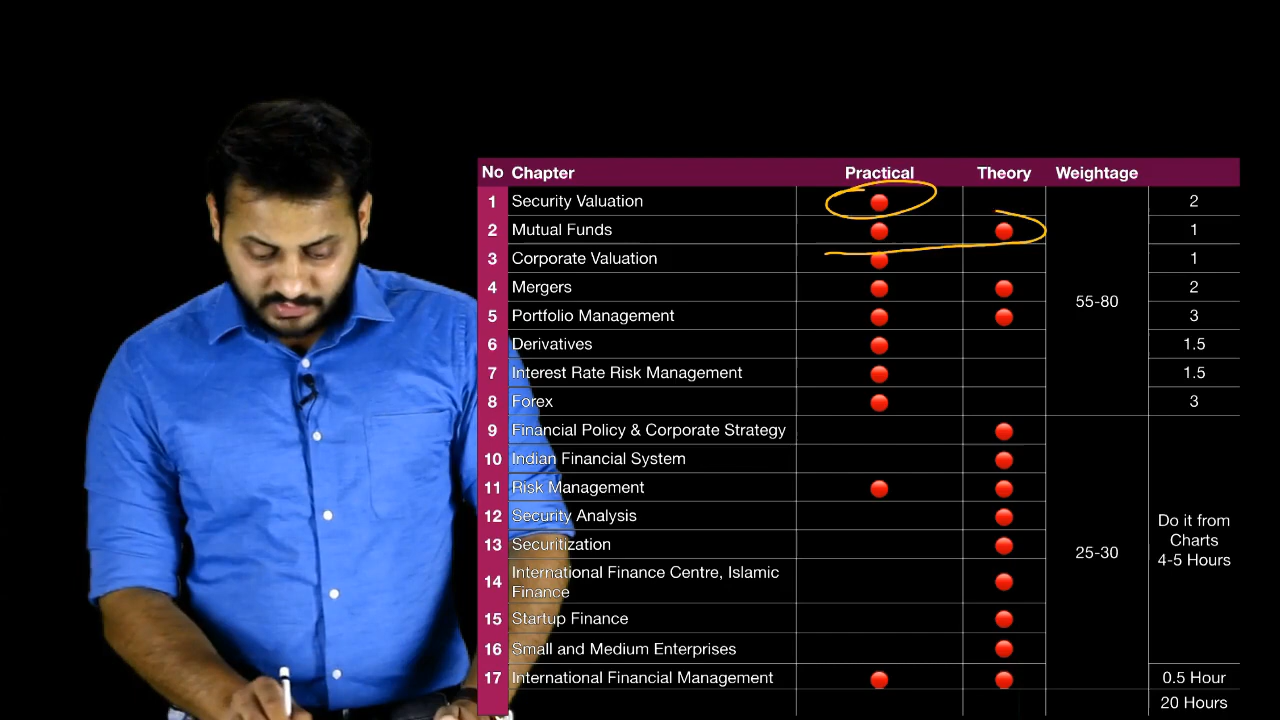 No Chapter Practical Theory Weightage
1 Security Valuation 2
2 Mutual Funds 1
3 Corporate Valuation 1
4 Mergers 2
55-80
5 Portfolio Management 3
6 Derivatives 1.5
7 Interest Rate Risk Management 1.5
8 Forex 3
9 Financial Policy & Corporate Strategy
10 Indian Financial System
11 Risk Management
12 Security Analysis
13 Securitization
25-30
Do it from
Charts
4-5 Hours
14 International Finance Centre, Islamic
Finance
15 Startup Finance
16 Small and Medium Enterprises
17 International Financial Management 0.5 Hour
20 Hours